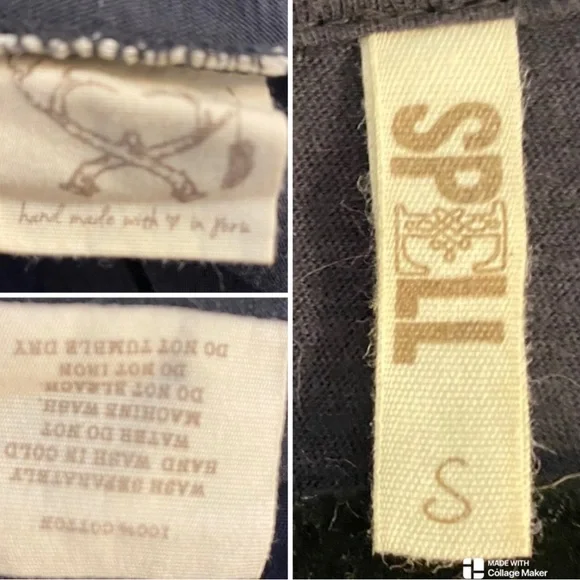 hand made with ♥ in
100% COTTON
WASH SEPARATELY
HAND WASH IN COLD
WATER DO NOT
MACHINE WASH
DO NOT BLEACH
DO NOT IRON
DO NOT TUMBLE DRY
SPELL
S
MADE WITH
Collage Maker